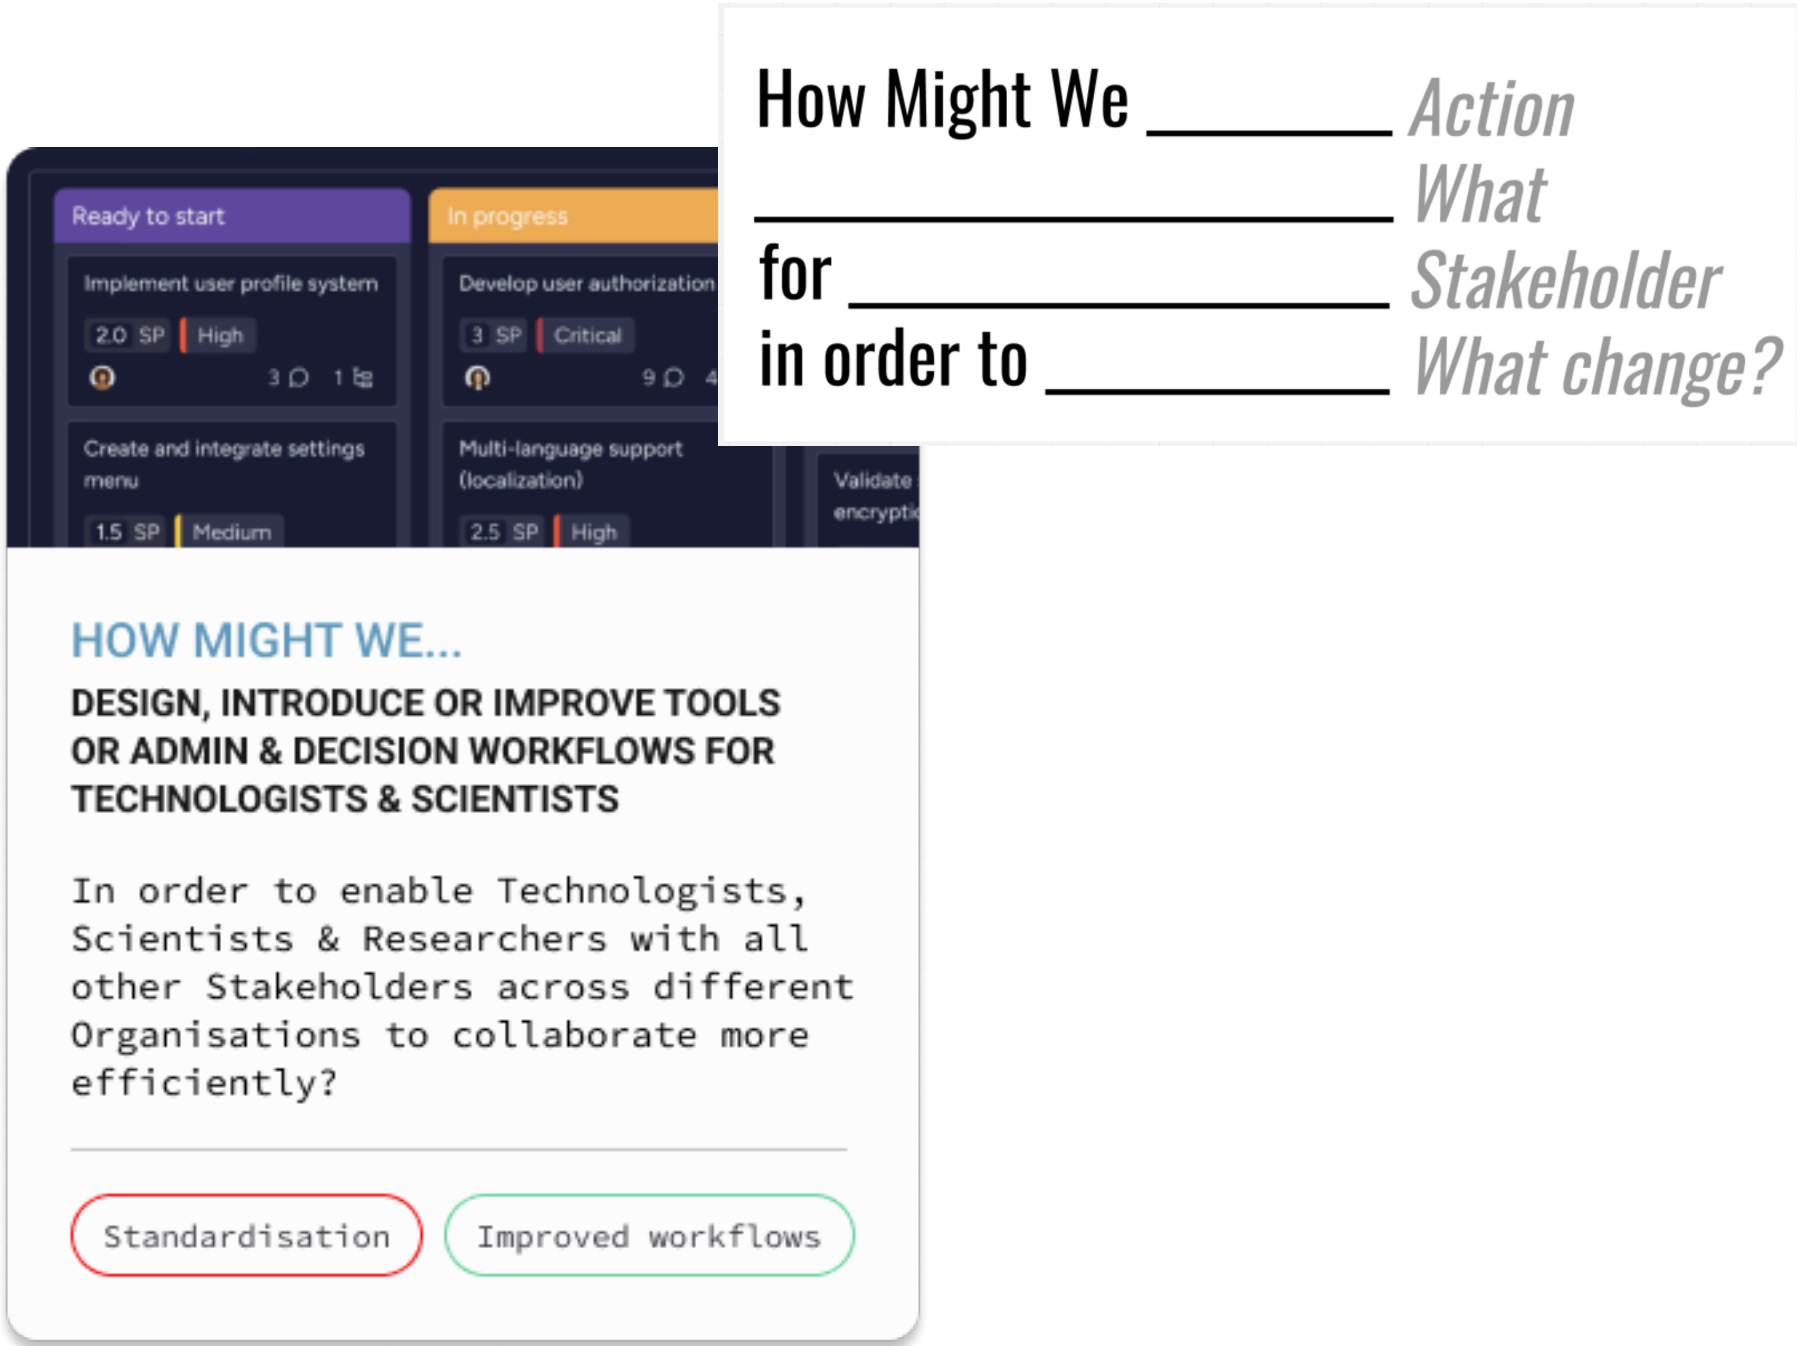 How Might We Action
What
for Stakeholder
in order to What change?
Ready to start
In progress
Implement user profile system
2.0 SP High
3 1
Develop user authorization
3 SP Critical
9 4
Create and integrate settings
menu
1.5 SP Medium
Multi-language support
(localization)
2.5 SP High
Validate
HOW MIGHT WE...
DESIGN, INTRODUCE OR IMPROVE TOOLS
OR ADMIN & DECISION WORKFLOWS FOR
TECHNOLOGISTS & SCIENTISTS
In order to enable Technologists,
Scientists & Researchers with all
other Stakeholders across different
Organisations to collaborate more
efficiently?
Standardisation
Improved workflows